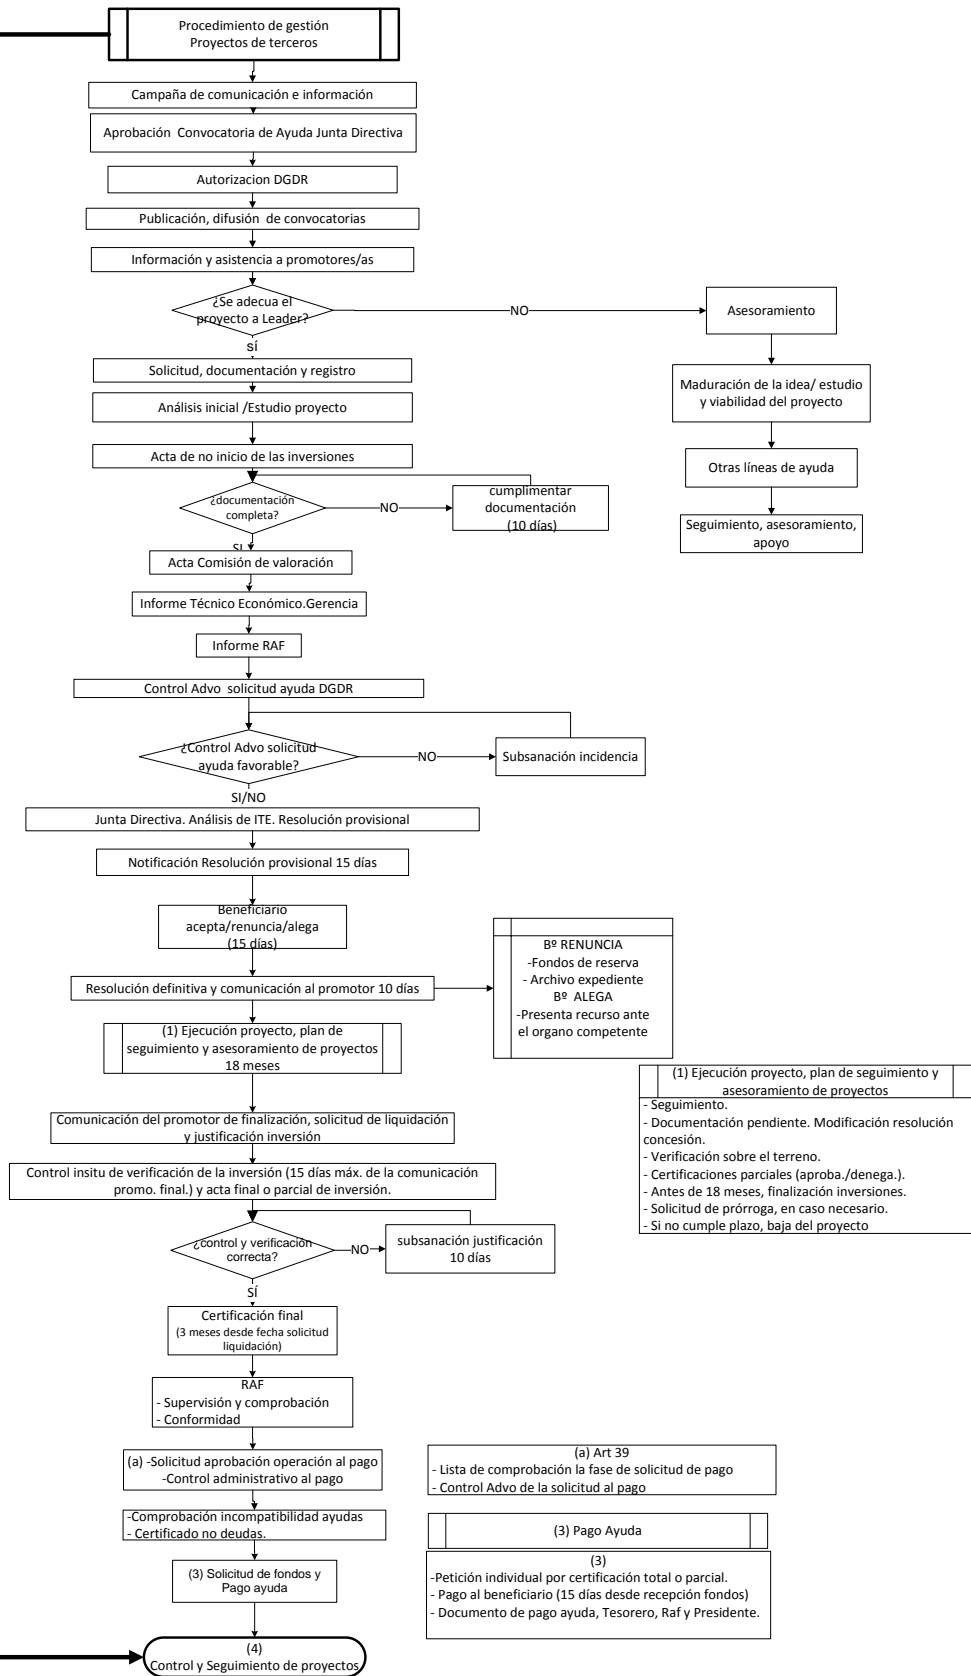 Procedimiento de gestión
Proyectos de terceros
Campaña de comunicación e información
Aprobación Convocatoria de Ayuda Junta Directiva
Autorizacion DGDR
Publicación, difusión de convocatorias
Información y asistencia a promotores/as
¿Se adecua el
proyecto a Leader?
NO
Asesoramiento
sí
Solicitud, documentación y registro
Maduración de la idea/ estudio
y viabilidad del proyecto
Análisis inicial /Estudio proyecto
Acta de no inicio de las inversiones
Otras líneas de ayuda
¿documentación
completa?
NO
cumplimentar
documentación
(10 días)
Seguimiento, asesoramiento,
apoyo
SI
Acta Comisión de valoración
Informe Técnico Económico.Gerencia
Informe RAF
Control Advo solicitud ayuda DGDR
¿Control Advo solicitud
ayuda favorable?
NO
Subsanación incidencia
SI/NO
Junta Directiva. Análisis de ITE. Resolución provisional
Notificación Resolución provisional 15 días
Beneficiario
acepta/renuncia/alega
(15 días)
Resolución definitiva y comunicación al promotor 10 días
Bº RENUNCIA
-Fondos de reserva
- Archivo expediente
Bº ALEGA
-Presenta recurso ante
el organo competente
(1) Ejecución proyecto, plan de
seguimiento y asesoramiento de proyectos
18 meses
(1) Ejecución proyecto, plan de seguimiento y
asesoramiento de proyectos
- Seguimiento.
- Documentación pendiente. Modificación resolución
concesión.
- Verificación sobre el terreno.
- Certificaciones parciales (aproba./denega.).
- Antes de 18 meses, finalización inversiones.
- Solicitud de prórroga, en caso necesario.
- Si no cumple plazo, baja del proyecto
Comunicación del promotor de finalización, solicitud de liquidación
y justificación inversión
Control insitu de verificación de la inversión (15 días máx. de la comunicación
promo. final.) y acta final o parcial de inversión.
¿control y verificación
correcta?
NO
subsanación justificación
10 días
SÍ
Certificación final
(3 meses desde fecha solicitud
liquidación)
RAF
- Supervisión y comprobación
- Conformidad
(a) -Solicitud aprobación operación al pago
-Control administrativo al pago
(a) Art 39
- Lista de comprobación la fase de solicitud de pago
- Control Advo de la solicitud al pago
-Comprobación incompatibilidad ayudas
- Certificado no deudas.
(3) Pago Ayuda
(3) Solicitud de fondos y
Pago ayuda
(3)
-Petición individual por certificación total o parcial.
- Pago al beneficiario (15 días desde recepción fondos)
- Documento de pago ayuda, Tesorero, Raf y Presidente.
(4)
Control y Seguimiento de proyectos